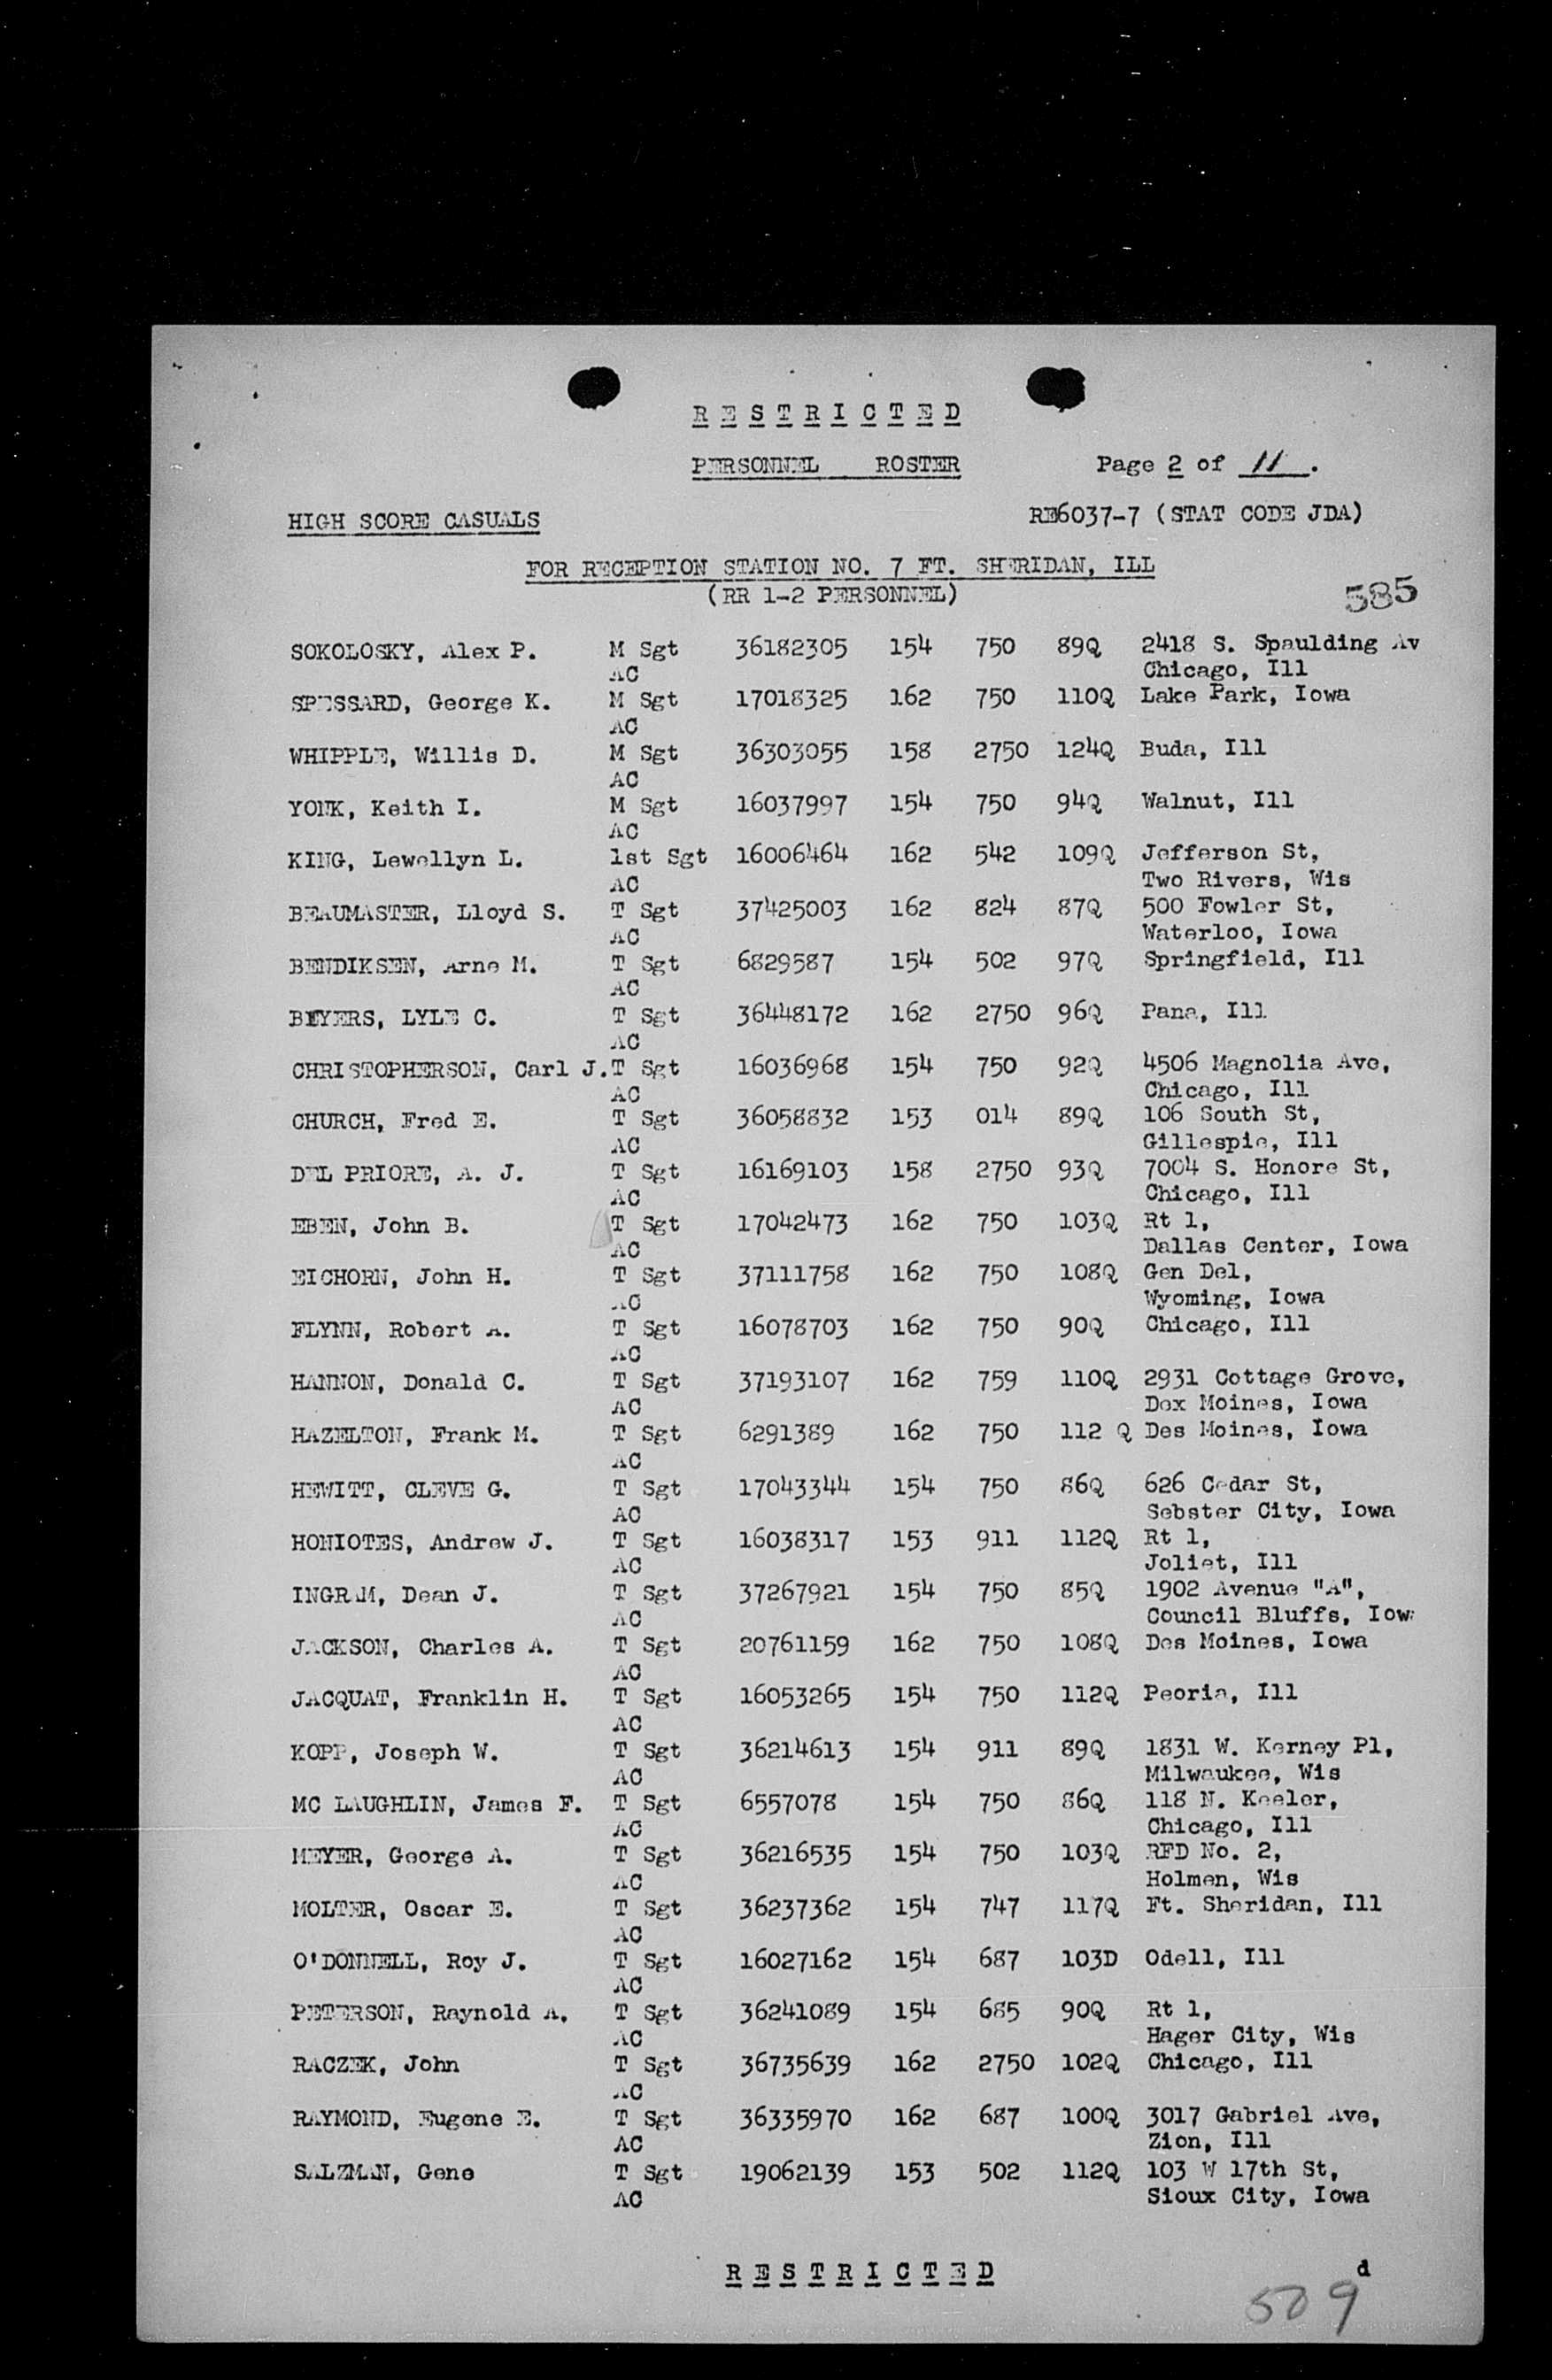 RESTRICTED
PERSONNEL ROSTER Page 2 of 11.
HIGH SCORE CASUALS RE6037-7 (STAT CODE JDA)
FOR RECEPTION STATION NO. 7 FT. SHERIDAN, ILL
(RR 1-2 PERSONNEL)
585
SOKOLOSKY, Alex P. M Sgt 36182305 154 750 89Q 2418 S. Spaulding Av
AC Chicago, Ill
SPESSARD, George K. M Sgt 17018325 162 750 110Q Lake Park, Iowa
AC
WHIPPLE, Willis D. M Sgt 36303055 158 2750 124Q Buda, Ill
AC
YONK, Keith I. M Sgt 16037997 154 750 94Q Walnut, Ill
AC
KING, Lewellyn L. 1st Sgt 16006464 162 542 109Q Jefferson St,
AC Two Rivers, Wis
BEAUMASTER, Lloyd S. T Sgt 37425003 162 824 87Q 500 Fowler St,
AC Waterloo, Iowa
BENDIKSEN, Arne M. T Sgt 6829587 154 502 97Q Springfield, Ill
AC
BEYERS, LYLE C. T Sgt 36448172 162 2750 96Q Pana, Ill
AC
CHRISTOPHERSON, Carl J. T Sgt 16036968 154 750 92Q 4506 Magnolia Ave,
AC Chicago, Ill
CHURCH, Fred E. T Sgt 36058832 153 014 89Q 106 South St,
AC Gillespie, Ill
DEL PRIORE, A. J. T Sgt 16169103 158 2750 93Q 7004 S. Honore St,
AC Chicago, Ill
EBEN, John B. T Sgt 17042473 162 750 103Q Rt 1,
AC Dallas Center, Iowa
EICHORN, John H. T Sgt 37111758 162 750 108Q Gen Del,
AC Wyoming, Iowa
FLYNN, Robert A. T Sgt 16078703 162 750 90Q Chicago, Ill
AC
HANNON, Donald C. T Sgt 37193107 162 759 110Q 2931 Cottage Grove,
AC Dex Moines, Iowa
HAZELTON, Frank M. T Sgt 6291389 162 750 112 Q Des Moines, Iowa
AC
HEWITT, CLEVE G. T Sgt 17043344 154 750 86Q 626 Cedar St,
AC Sebster City, Iowa
HONIOTES, Andrew J. T Sgt 16038317 153 911 112Q Rt 1,
AC Joliet, Ill
INGRAM, Dean J. T Sgt 37267921 154 750 85Q 1902 Avenue "A",
AC Council Bluffs, Iow
JACKSON, Charles A. T Sgt 20761159 162 750 108Q Des Moines, Iowa
AC
JACQUAT, Franklin H. T Sgt 16053265 154 750 112Q Peoria, Ill
AC
KOPP, Joseph W. T Sgt 36214613 154 911 89Q 1831 W. Kerney Pl,
AC Milwaukee, Wis
MC LAUGHLIN, James F. T Sgt 6557078 154 750 86Q 118 N. Keeler,
AC Chicago, Ill
MEYER, George A. T Sgt 36216535 154 750 103Q RFD No. 2,
AC Holmen, Wis
MOLTER, Oscar E. T Sgt 36237362 154 747 117Q Ft. Sheridan, Ill
AC
O'DONNELL, Roy J. T Sgt 16027162 154 687 103D Odell, Ill
AC
PETERSON, Raynold A. T Sgt 36241089 154 685 90Q Rt 1,
AC Hager City, Wis
RACZEK, John T Sgt 36735639 162 2750 102Q Chicago, Ill
AC
RAYMOND, Eugene E. T Sgt 36335970 162 687 100Q 3017 Gabriel Ave,
AC Zion, Ill
SALZMAN, Gene T Sgt 19062139 153 502 112Q 103 W 17th St,
AC Sioux City, Iowa
RESTRICTED d
509